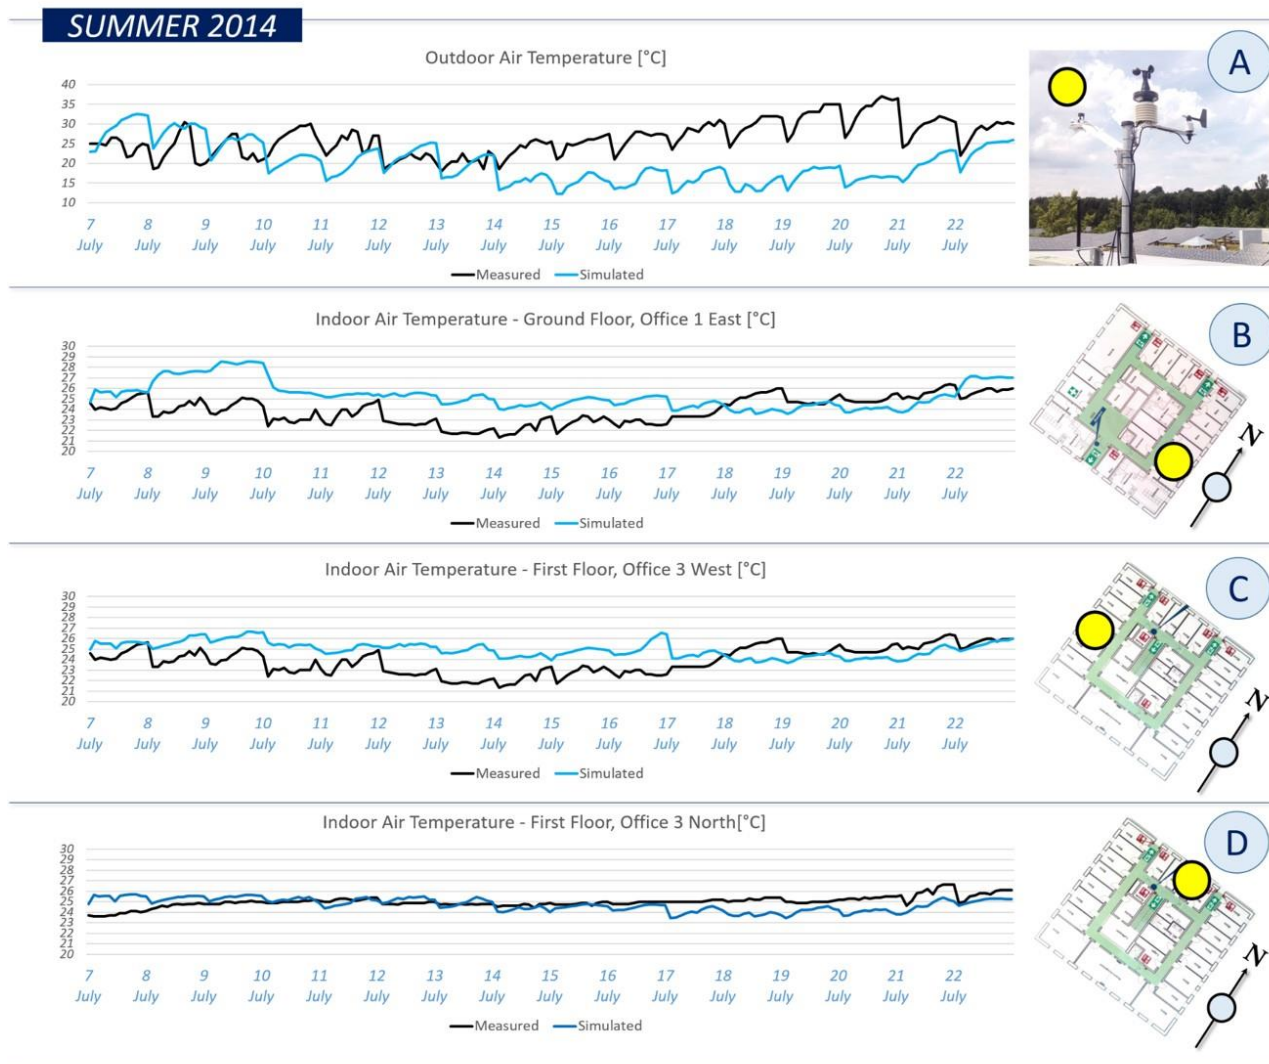 SUMMER 2014
Outdoor Air Temperature [°C]
A
40
35
30
25
20
15
10
7 8 9 10 11 12 13 14 15 16 17 18 19 20 21 22
July July July July July July July July July July July July July July July July
Measured Simulated
Indoor Air Temperature - Ground Floor, Office 1 East [°C]
B
30
29
28
27
26
25
24
23
22
21
20
N
7 8 9 10 11 12 13 14 15 16 17 18 19 20 21 22
July July July July July July July July July July July July July July July July
Measured Simulated
Indoor Air Temperature - First Floor, Office 3 West [°C]
C
30
29
28
27
26
25
24
23
22
21
20
N
7 8 9 10 11 12 13 14 15 16 17 18 19 20 21 22
July July July July July July July July July July July July July July July July
Measured Simulated
Indoor Air Temperature - First Floor, Office 3 North[°C]
D
30
29
28
27
26
25
24
23
22
21
20
N
7 8 9 10 11 12 13 14 15 16 17 18 19 20 21 22
July July July July July July July July July July July July July July July July
Measured Simulated